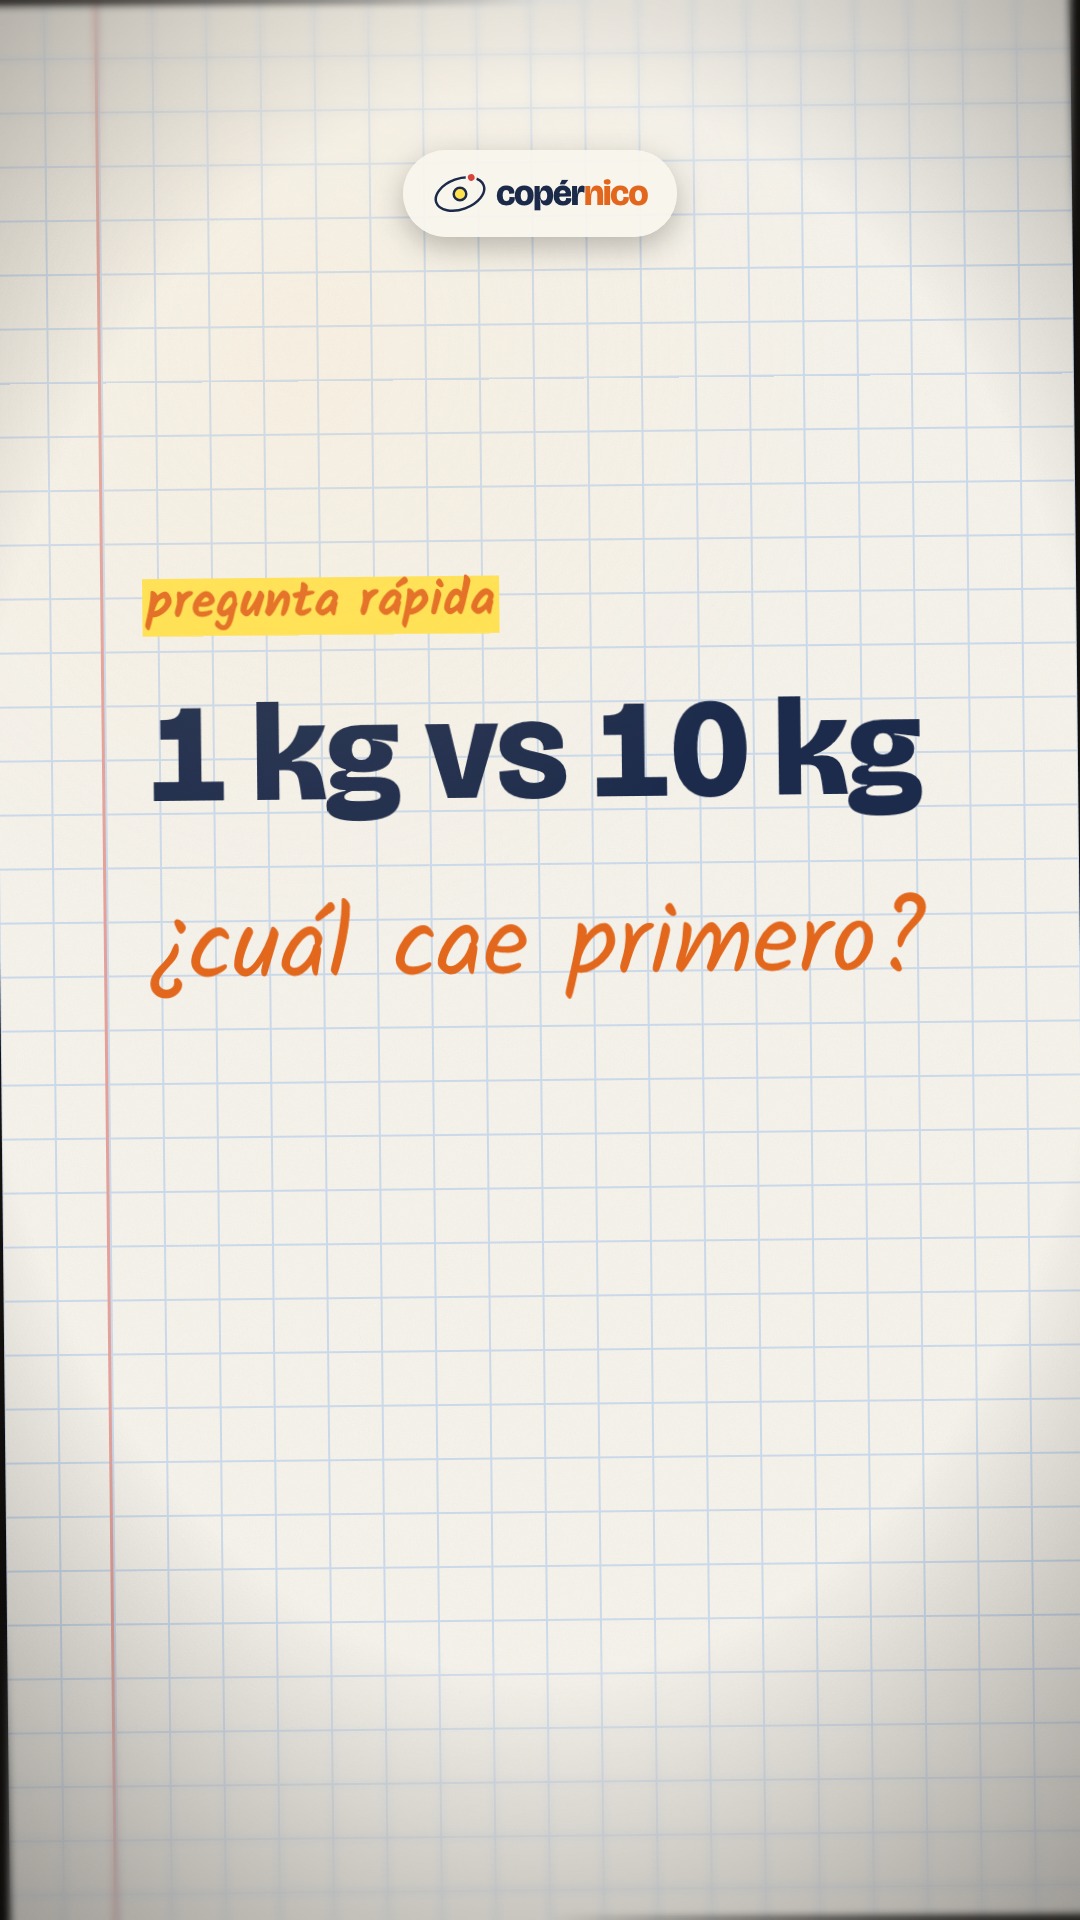 copérnico
pregunta rápida
1 kg vs 10 kg
¿cuál cae primero?